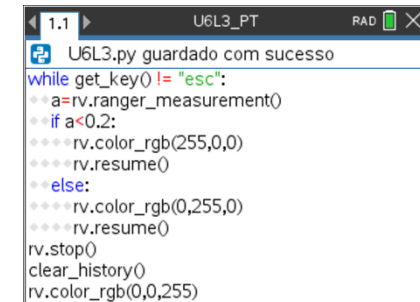 1.1 U6L3_PT RAD
U6L3.py guardado com sucesso
while get_key() != "esc":
a=rv.ranger_measurement()
if a<0.2:
rv.color_rgb(255,0,0)
rv.resume()
else:
rv.color_rgb(0,255,0)
rv.resume()
rv.stop()
clear_history()
rv.color_rgb(0,0,255)